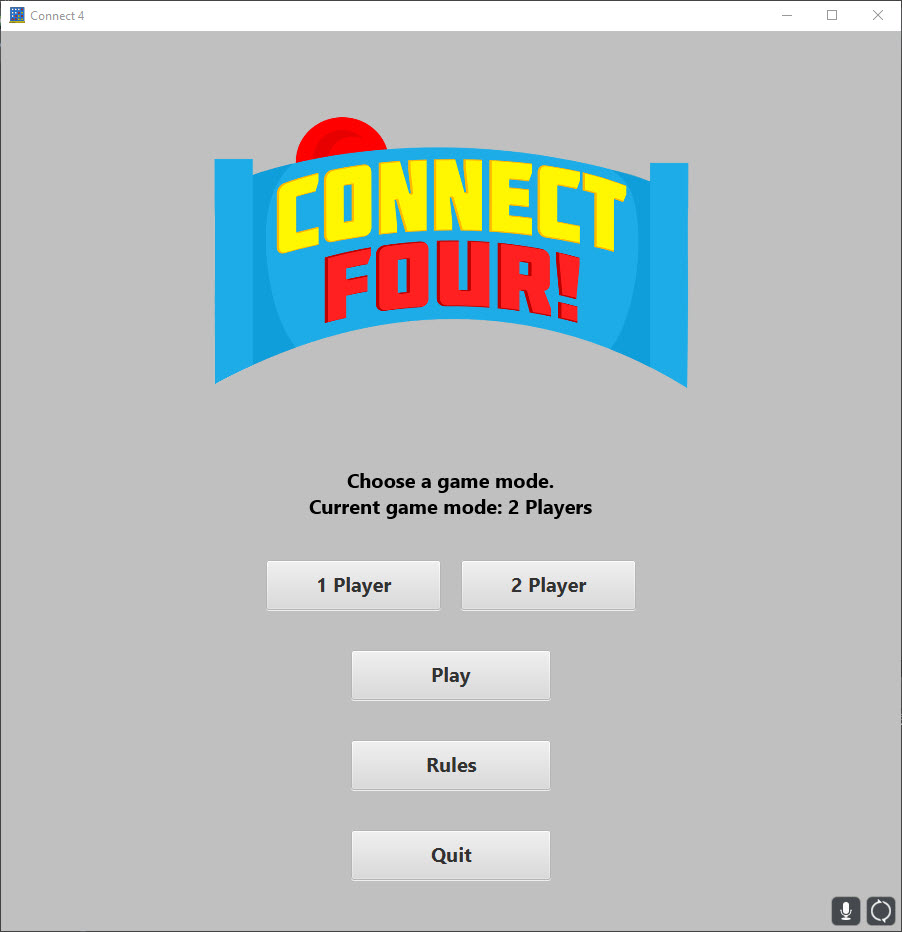 Connect 4
CONNECT
FOUR!
Choose a game mode.
Current game mode: 2 Players
1 Player 2 Player
Play
Rules
Quit